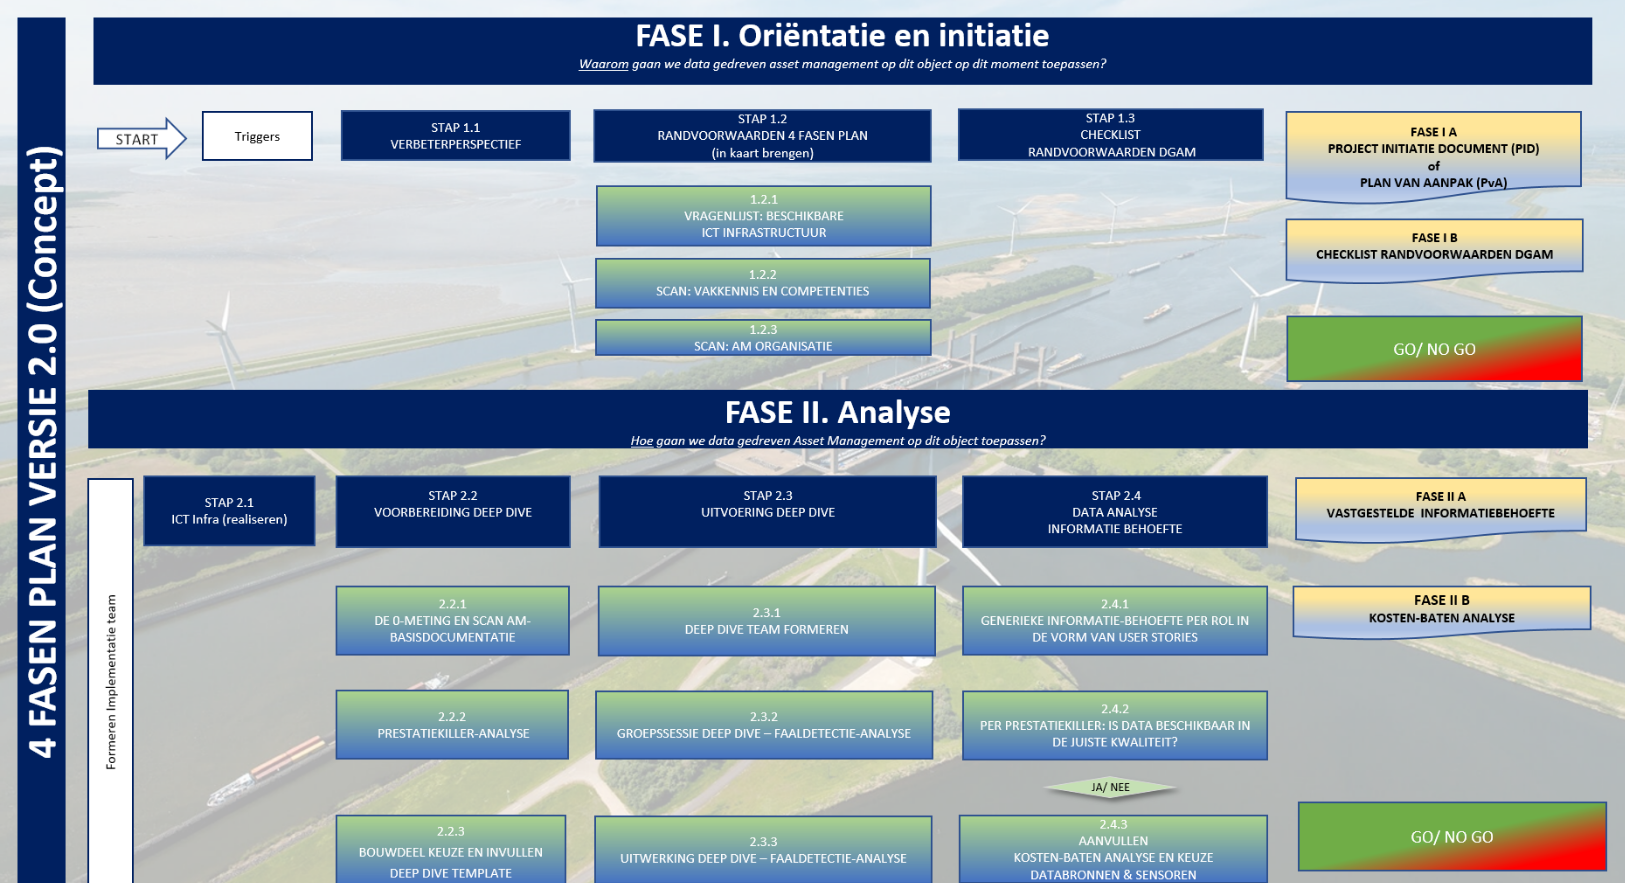 4 FASEN PLAN VERSIE 2.0 (Concept)
FASE I. Oriëntatie en initiatie
Waarom gaan we data gedreven asset management op dit object op dit moment toepassen?
START
Triggers
STAP 1.1
VERBETERPERSPECTIEF
STAP 1.2
RANDVOORWAARDEN 4 FASEN PLAN
(in kaart brengen)
1.2.1
VRAGENLIJST: BESCHIKBARE
ICT INFRASTRUCTUUR
1.2.2
SCAN: VAKKENNIS EN COMPETENTIES
1.2.3
SCAN: AM ORGANISATIE
STAP 1.3
CHECKLIST
RANDVOORWAARDEN DGAM
FASE I A
PROJECT INITIATIE DOCUMENT (PID)
of
PLAN VAN AANPAK (PvA)
FASE I B
CHECKLIST RANDVOORWAARDEN DGAM
GO/ NO GO
FASE II. Analyse
Hoe gaan we data gedreven Asset Management op dit object toepassen?
Formeren Implementatie team
STAP 2.1
ICT Infra (realiseren)
STAP 2.2
VOORBEREIDING DEEP DIVE
2.2.1
DE 0-METING EN SCAN AM-
BASISDOCUMENTATIE
2.2.2
PRESTATIEKILLER-ANALYSE
2.2.3
BOUWDEEL KEUZE EN INVULLEN
DEEP DIVE TEMPLATE
STAP 2.3
UITVOERING DEEP DIVE
2.3.1
DEEP DIVE TEAM FORMEREN
2.3.2
GROEPSSESSIE DEEP DIVE – FAALDETECTIE-ANALYSE
2.3.3
UITWERKING DEEP DIVE – FAALDETECTIE-ANALYSE
STAP 2.4
DATA ANALYSE
INFORMATIE BEHOEFTE
2.4.1
GENERIEKE INFORMATIE-BEHOEFTE PER ROL IN
DE VORM VAN USER STORIES
2.4.2
PER PRESTATIEKILLER: IS DATA BESCHIKBAAR IN
DE JUISTE KWALITEIT?
JA/ NEE
2.4.3
AANVULLEN
KOSTEN-BATEN ANALYSE EN KEUZE
DATABRONNEN & SENSOREN
FASE II A
VASTGESTELDE INFORMATIEBEHOEFTE
FASE II B
KOSTEN-BATEN ANALYSE
GO/ NO GO